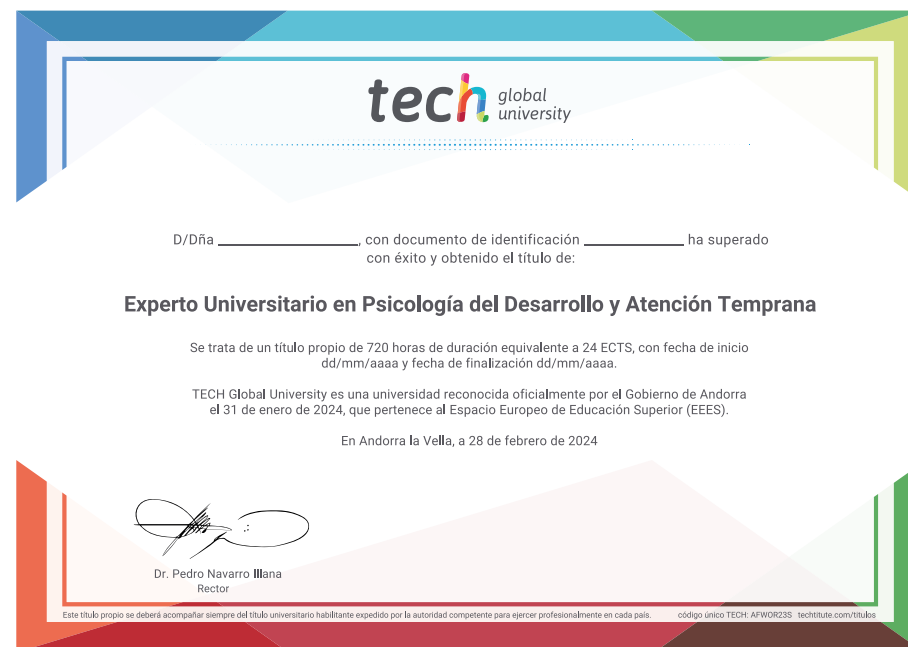 tech global university
D/Dña ____________________, con documento de identificación ______________ ha superado
con éxito y obtenido el título de:
Experto Universitario en Psicología del Desarrollo y Atención Temprana
Se trata de un título propio de 720 horas de duración equivalente a 24 ECTS, con fecha de inicio
dd/mm/aaaa y fecha de finalización dd/mm/aaaa.
TECH Global University es una universidad reconocida oficialmente por el Gobierno de Andorra
el 31 de enero de 2024, que pertenece al Espacio Europeo de Educación Superior (EEES).
En Andorra la Vella, a 28 de febrero de 2024
Dr. Pedro Navarro Illana
Rector
Este título propio se deberá acompañar siempre del título universitario habilitante expedido por la autoridad competente para ejercer profesionalmente en cada país. código único TECH: AFWOR23S techtitute.com/titulos